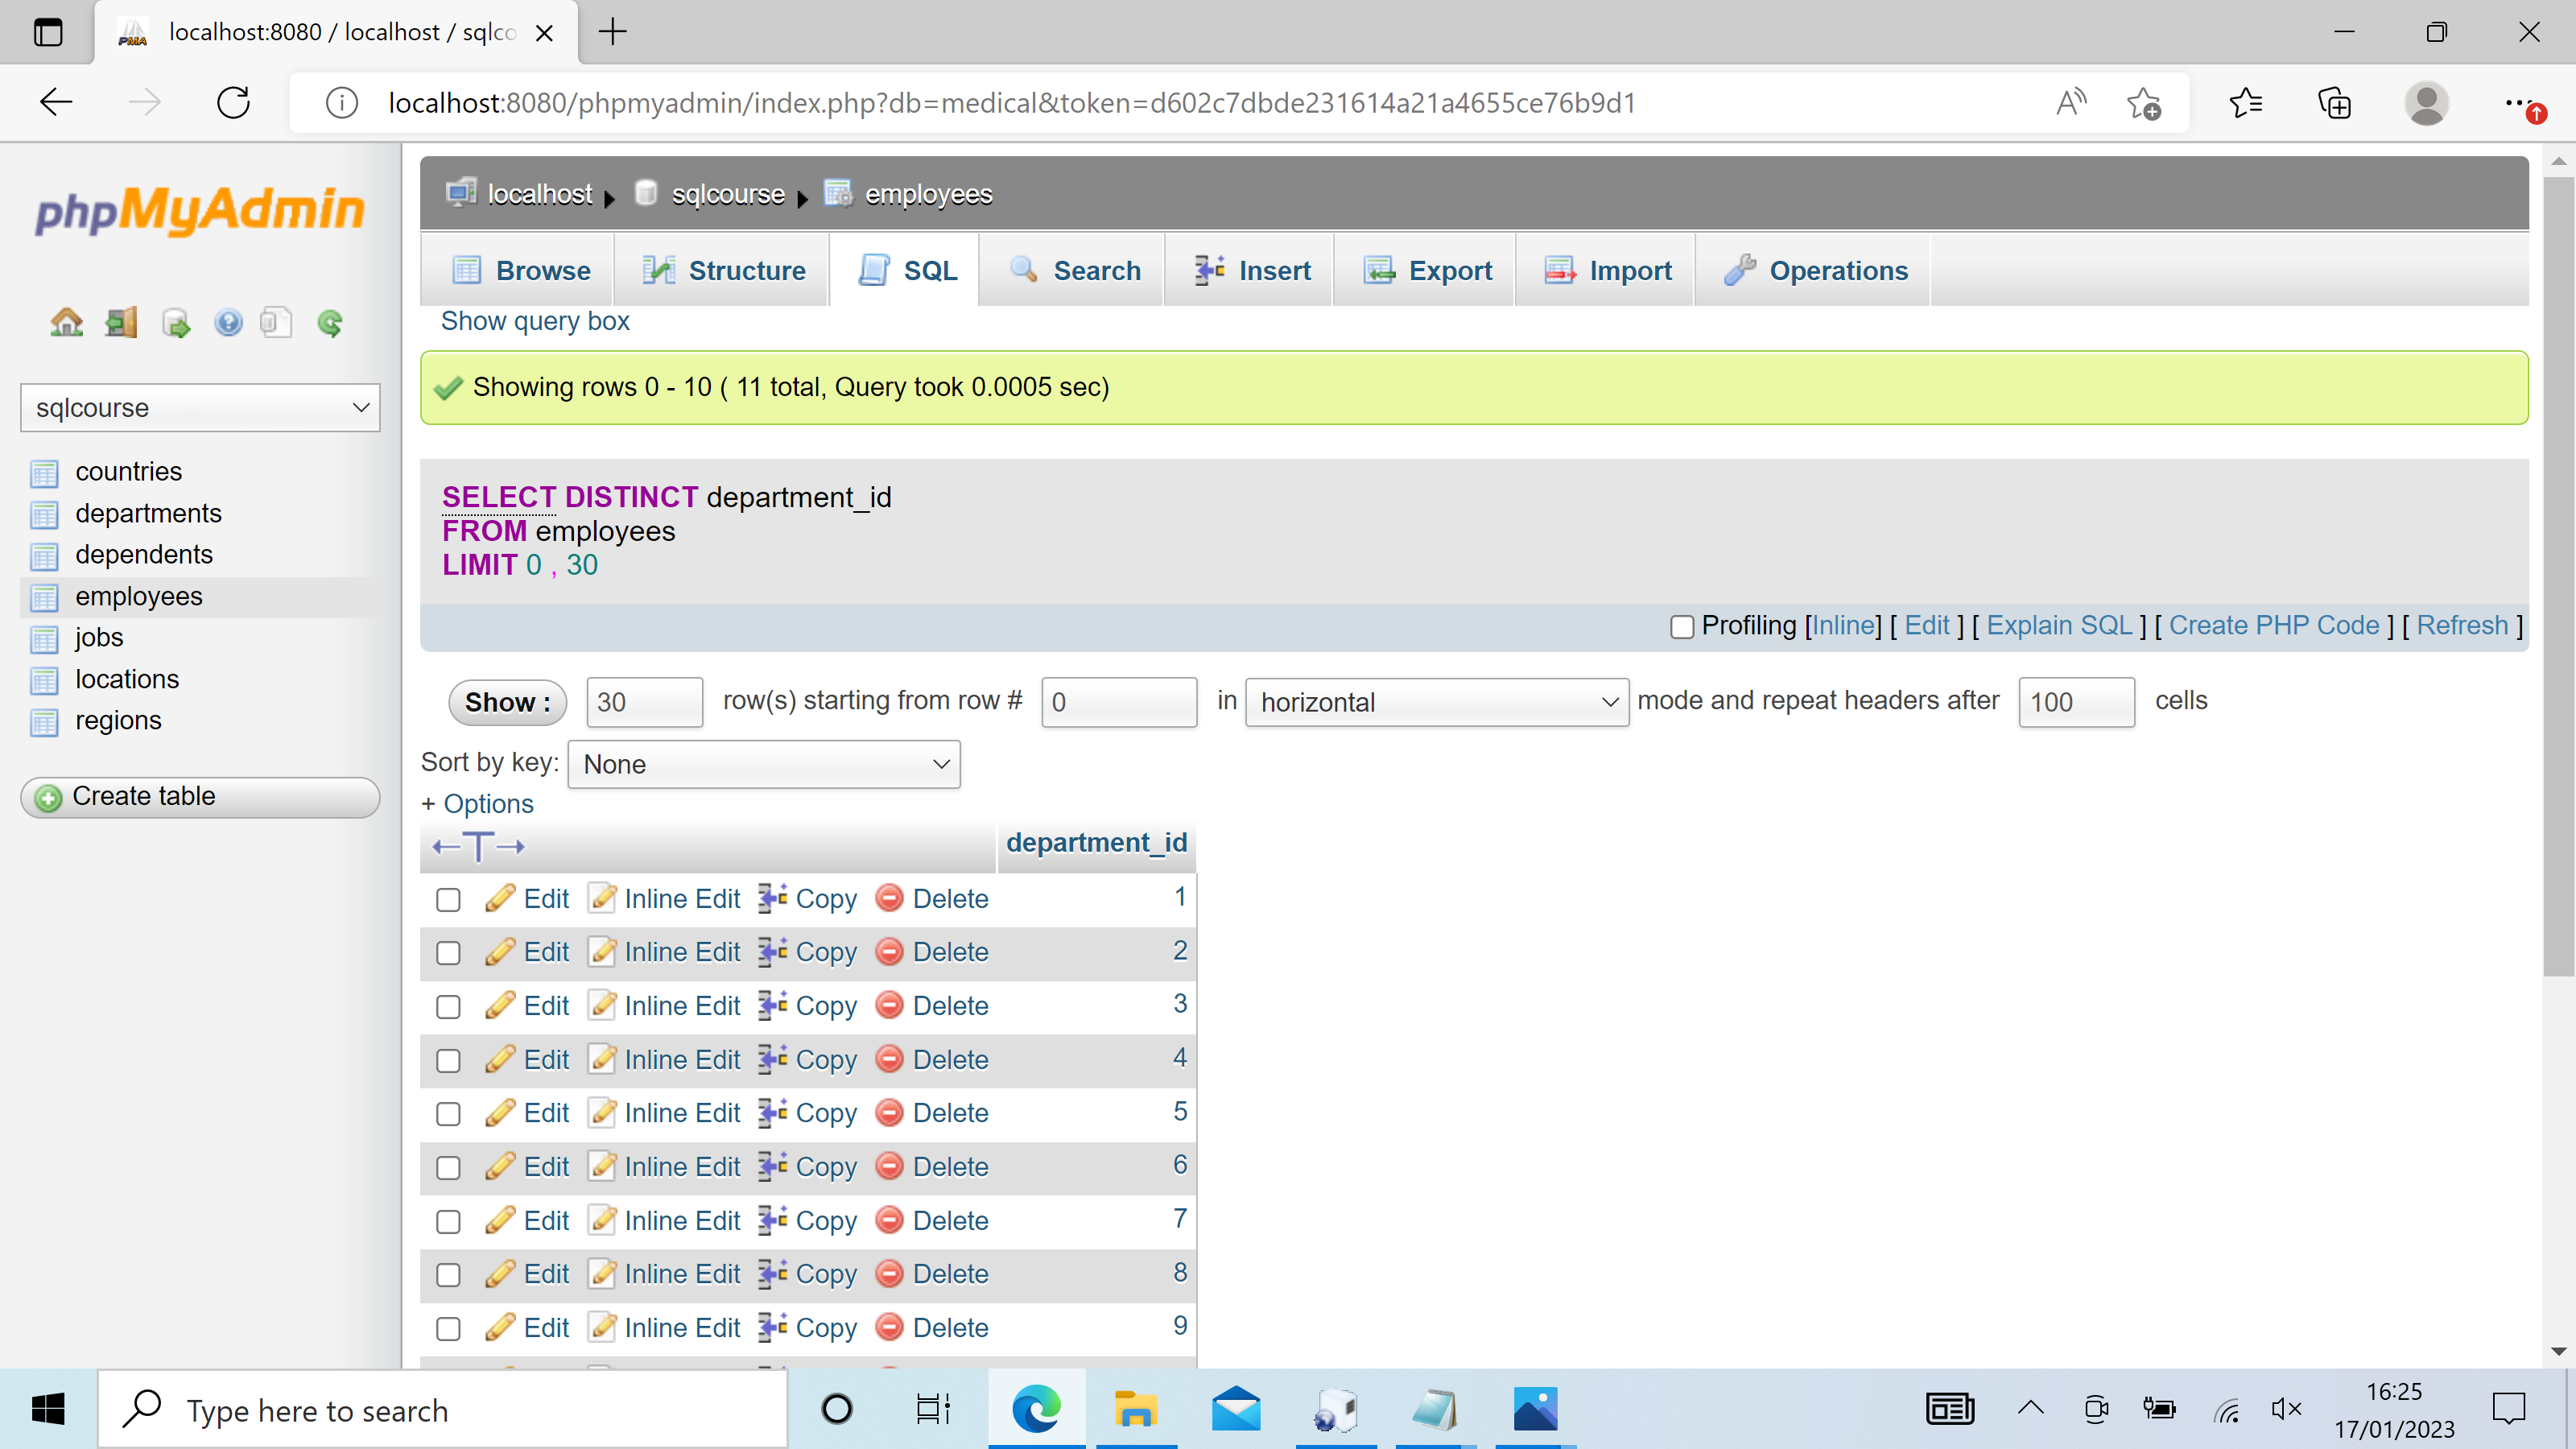 localhost:8080 / localhost / sqlco
localhost:8080/phpmyadmin/index.php?db=medical&token=d602c7dbde231614a21a4655ce76b9d1
phpMyAdmin
sqlcourse
countries
departments
dependents
employees
jobs
locations
regions
Create table
localhost sqlcourse employees
Browse Structure SQL Search Insert Export Import Operations
Show query box
Showing rows 0 - 10 ( 11 total, Query took 0.0005 sec)
SELECT DISTINCT department_id
FROM employees
LIMIT 0 , 30
Profiling [Inline] [ Edit ] [ Explain SQL ] [ Create PHP Code ] [ Refresh ]
Show : 30 row(s) starting from row # 0 in horizontal mode and repeat headers after 100 cells
Sort by key: None
+ Options
←T→ department_id
Edit Inline Edit Copy Delete 1
Edit Inline Edit Copy Delete 2
Edit Inline Edit Copy Delete 3
Edit Inline Edit Copy Delete 4
Edit Inline Edit Copy Delete 5
Edit Inline Edit Copy Delete 6
Edit Inline Edit Copy Delete 7
Edit Inline Edit Copy Delete 8
Edit Inline Edit Copy Delete 9
Type here to search
16:25
17/01/2023